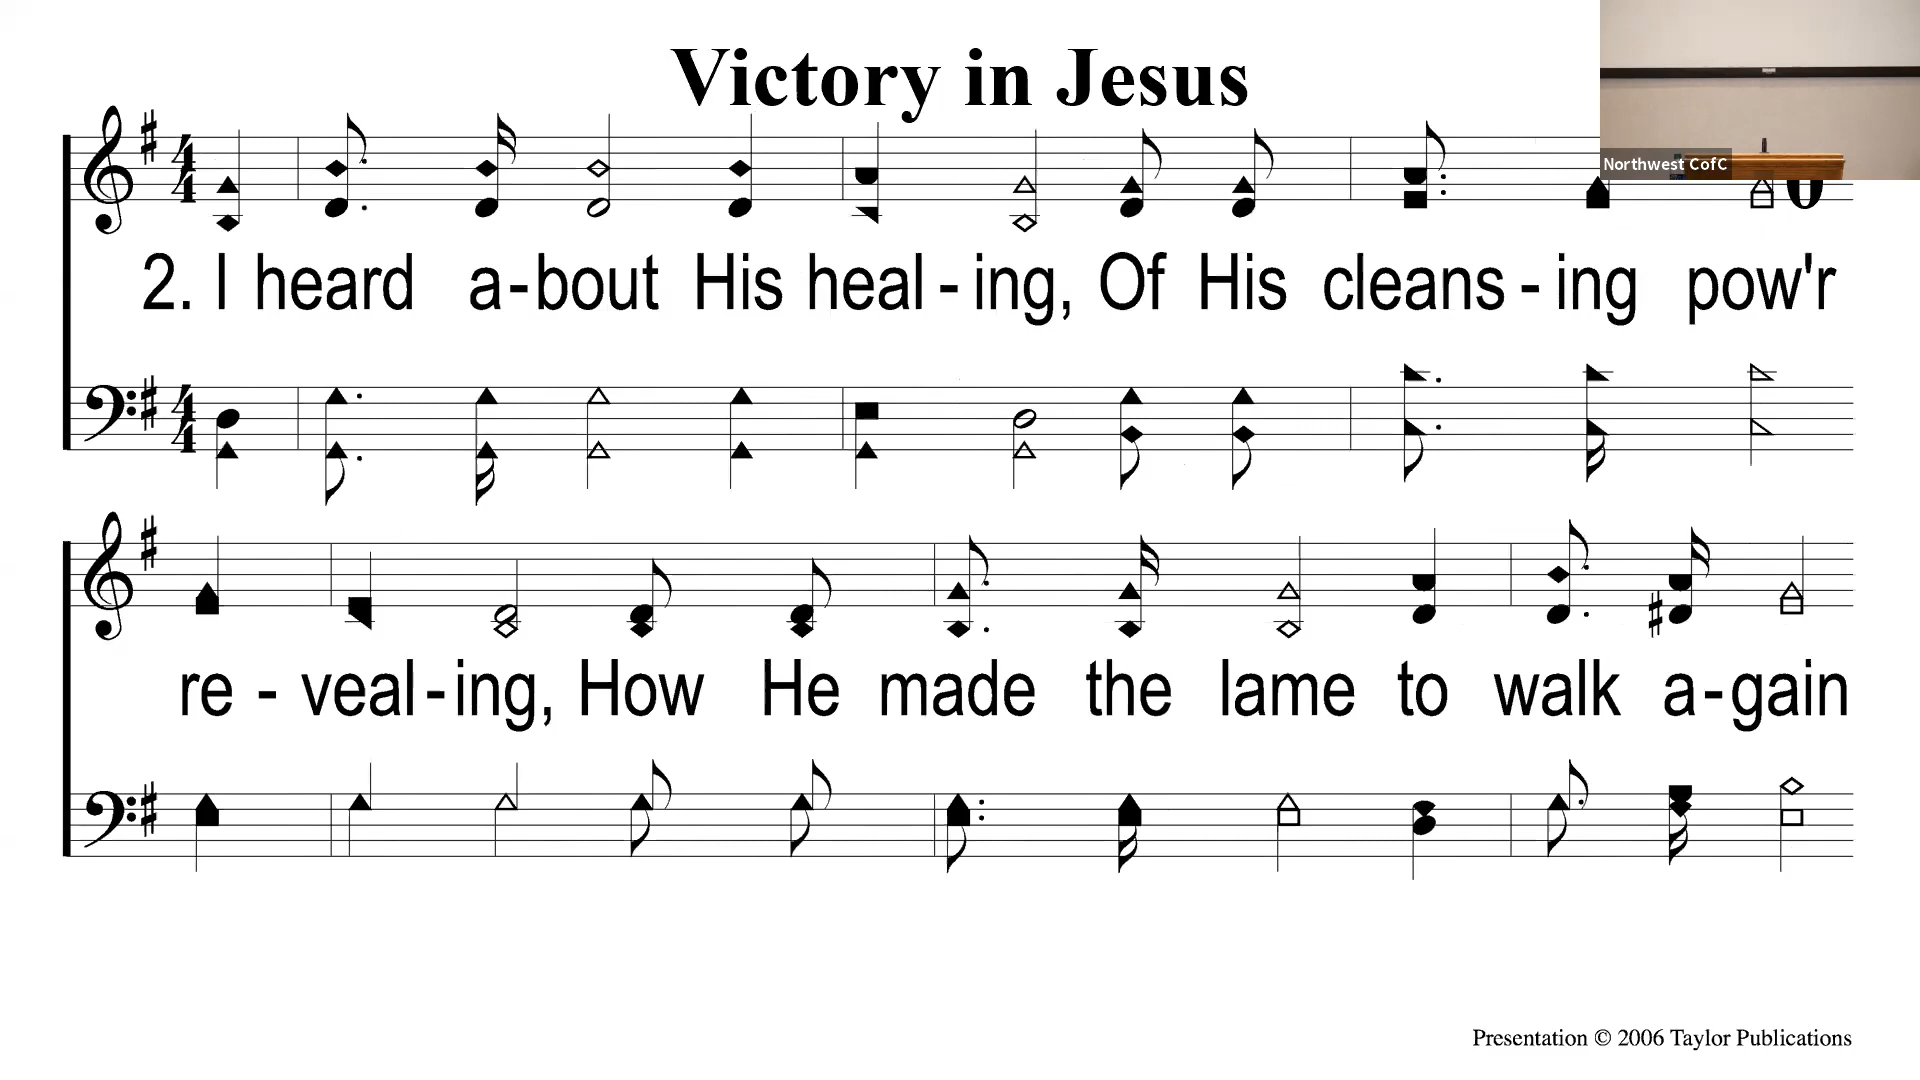 Victory in Jesus
Northwest CofC
2. I heard a-bout His heal-ing, Of His cleans-ing pow'r
re-veal-ing, How He made the lame to walk a-gain
Presentation © 2006 Taylor Publications